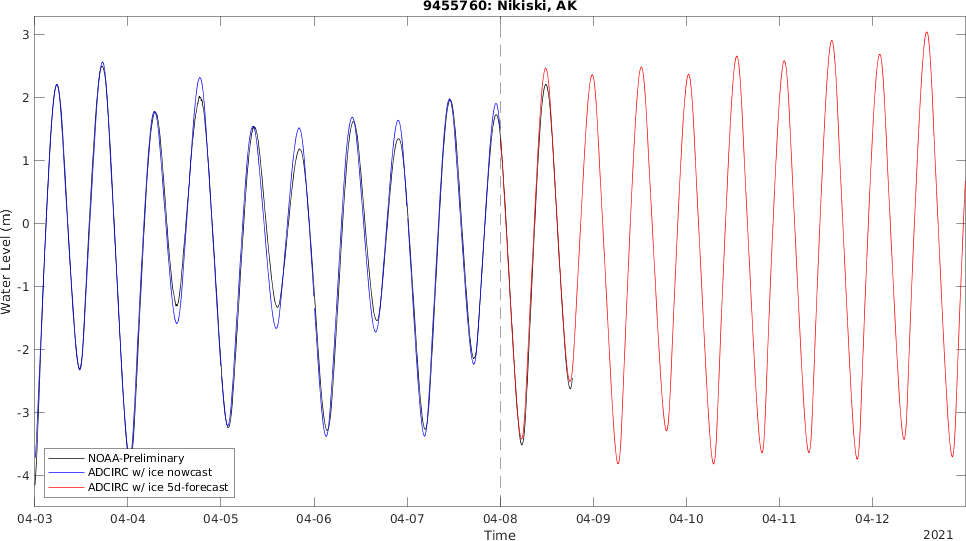 9455760: Nikiski, AK
Water Level (m)
3
2
1
0
-1
-2
-3
-4
NOAA-Preliminary
ADCIRC w/ ice nowcast
ADCIRC w/ ice 5d-forecast
04-03 04-04 04-05 04-06 04-07 04-08 04-09 04-10 04-11 04-12
Time
2021